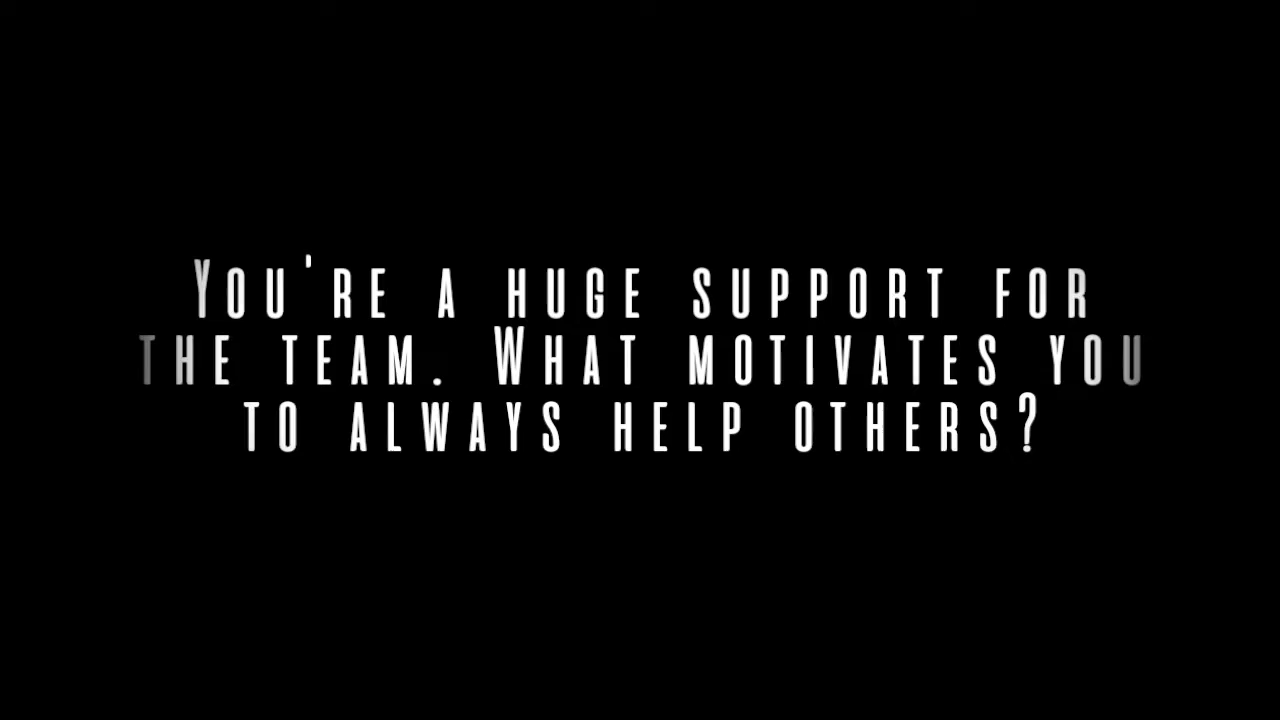 You're a huge support for
the team. What motivates you
to always help others?